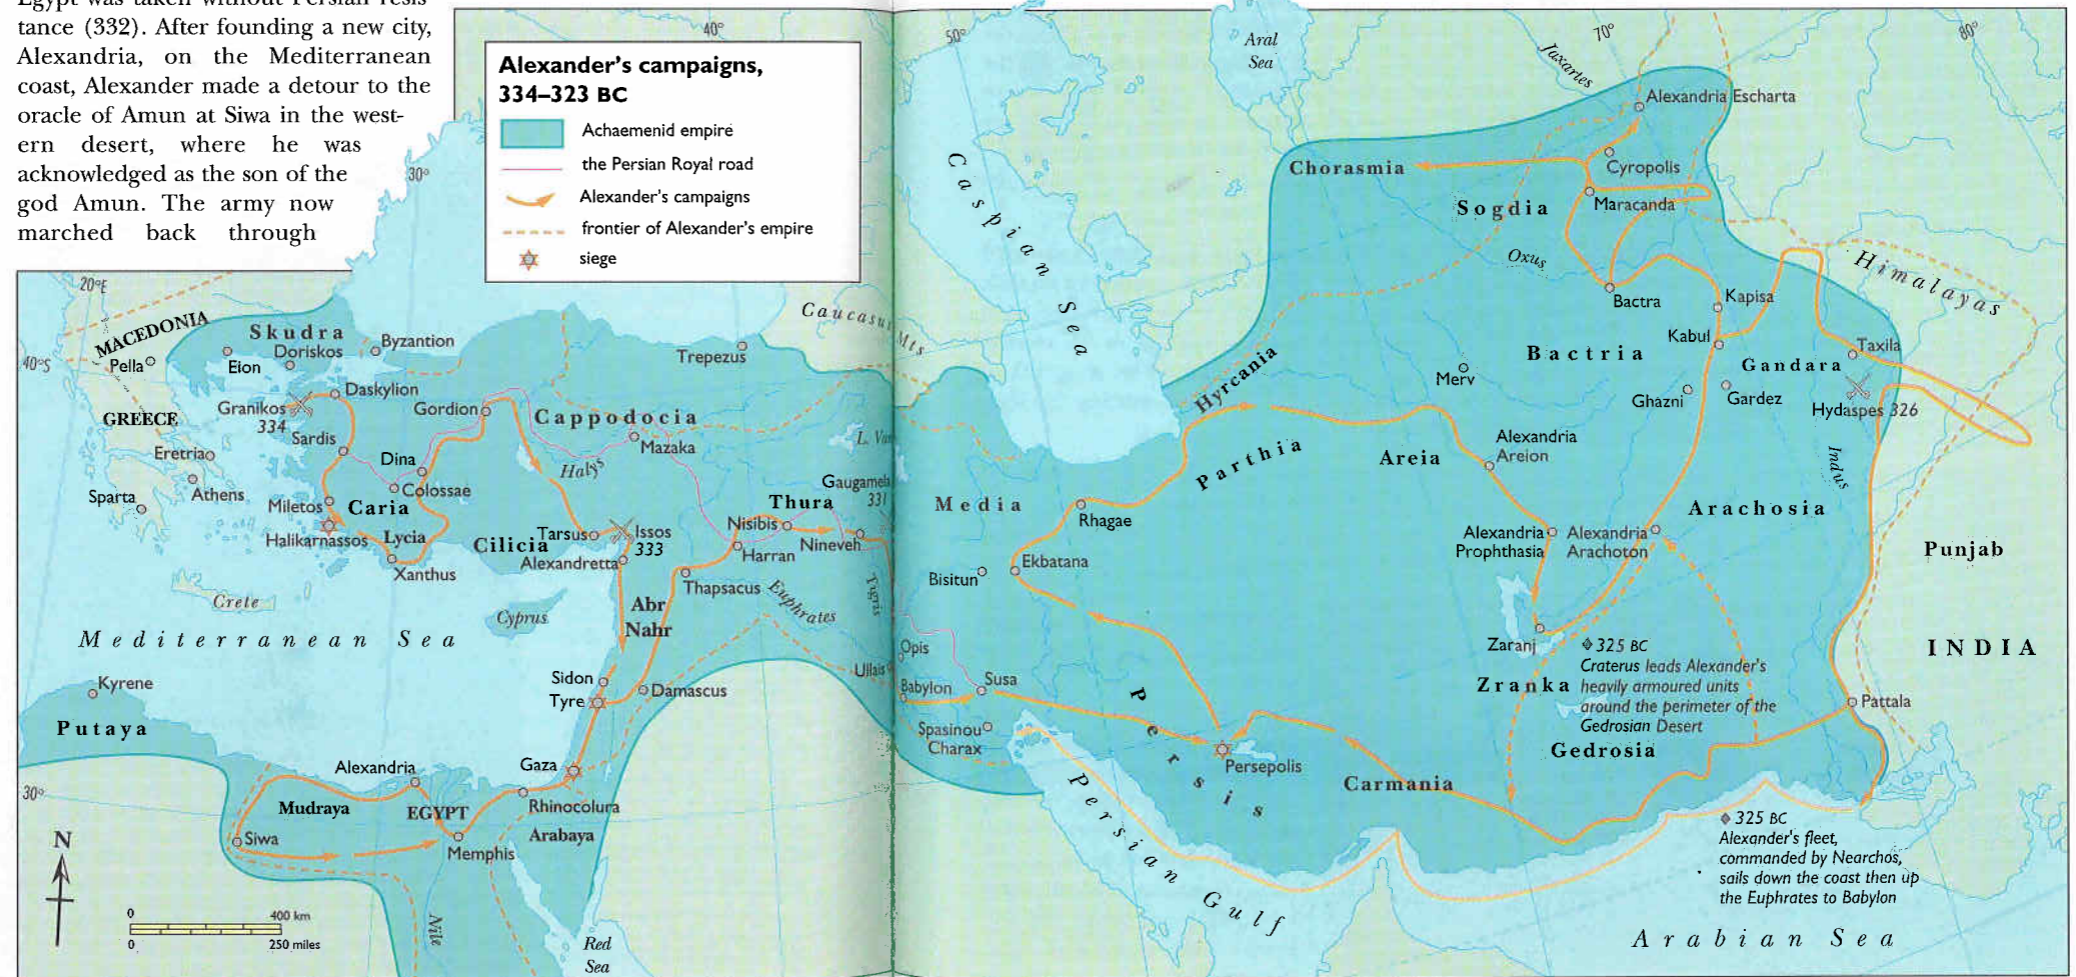 Egypt was taken without Persian resis-
tance (332). After founding a new city,
Alexandria, on the Mediterranean
coast, Alexander made a detour to the
oracle of Amun at Siwa in the west-
ern desert, where he was
acknowledged as the son of the
god Amun. The army now
marched back through
Alexander's campaigns,
334–323 BC
Achaemenid empire
the Persian Royal road
Alexander's campaigns
frontier of Alexander's empire
siege
20°E
30°
40°
50°
70°
80°
40°S
30°
MACEDONIA
Pella
Skudra
Doriskos
Eion
Byzantion
Trepezus
Caucasus Mts
Daskylion
Granikos
334
GREECE
Gordion
Cappodocia
Mazaka
Halys
Sardis
Eretria
Dina
Colossae
Sparta
Athens
Miletos
Caria
Halikarnassos
Lycia
Xanthus
Cilicia
Tarsus
Issos
333
Alexandretta
L. Van
Gaugamela
331
Thura
Nisibis
Harran
Nineveh
Thapsacus
Euphrates
Tigris
Crete
Cyprus
Abr
Nahr
Mediterranean Sea
Sidon
Tyre
Damascus
Ullais
Kyrene
Putaya
Alexandria
Gaza
Rhinocolura
Mudraya
EGYPT
Arabaya
Siwa
Memphis
Nile
Red
Sea
N
0
400 km
0
250 miles
Aral
Sea
Caspian Sea
Jaxartes
Alexandria Escharta
Chorasmia
Cyropolis
Maracanda
Sogdia
Oxus
Bactra
Kapisa
Himalayas
Kabul
Taxila
Bactria
Gandara
Hyrcania
Merv
Ghazni
Gardez
Hydaspes 326
Indus
Parthia
Areia
Alexandria
Areion
Media
Rhagae
Arachosia
Alexandria
Prophthasia
Alexandria
Arachoton
Punjab
Bisitun
Ekbatana
Opis
Babylon
Susa
Zaranj
325 BC
Craterus leads Alexander's
heavily armoured units
around the perimeter of the
Gedrosian Desert
INDIA
Zranka
Pattala
Persis
Spasinou
Charax
Persepolis
Gedrosia
Carmania
Persian Gulf
325 BC
Alexander's fleet,
commanded by Nearchos,
sails down the coast then up
the Euphrates to Babylon
Arabian Sea